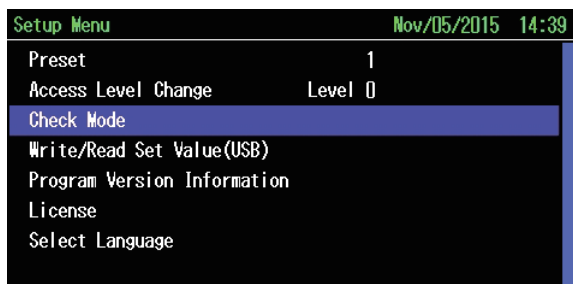 Setup Menu Nov/05/2015 14:39
Preset 1
Access Level Change Level 0
Check Mode
Write/Read Set Value(USB)
Program Version Information
License
Select Language